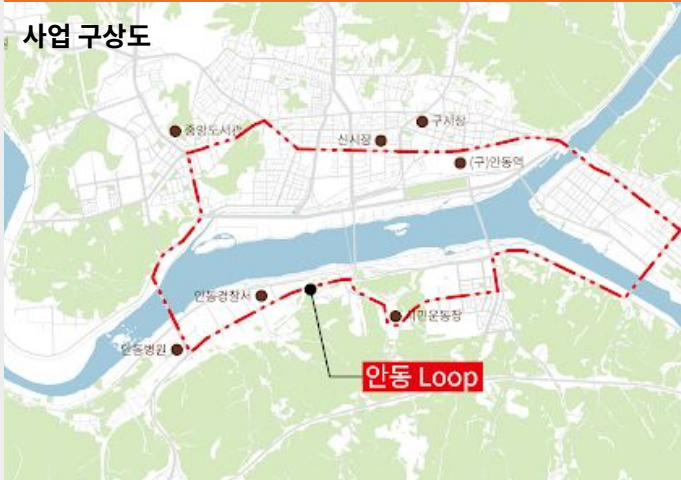 사업 구상도
중앙도서관
구시장
신시장
(구)안동역
안동경찰서
시민운동장
안동병원
안동 Loop